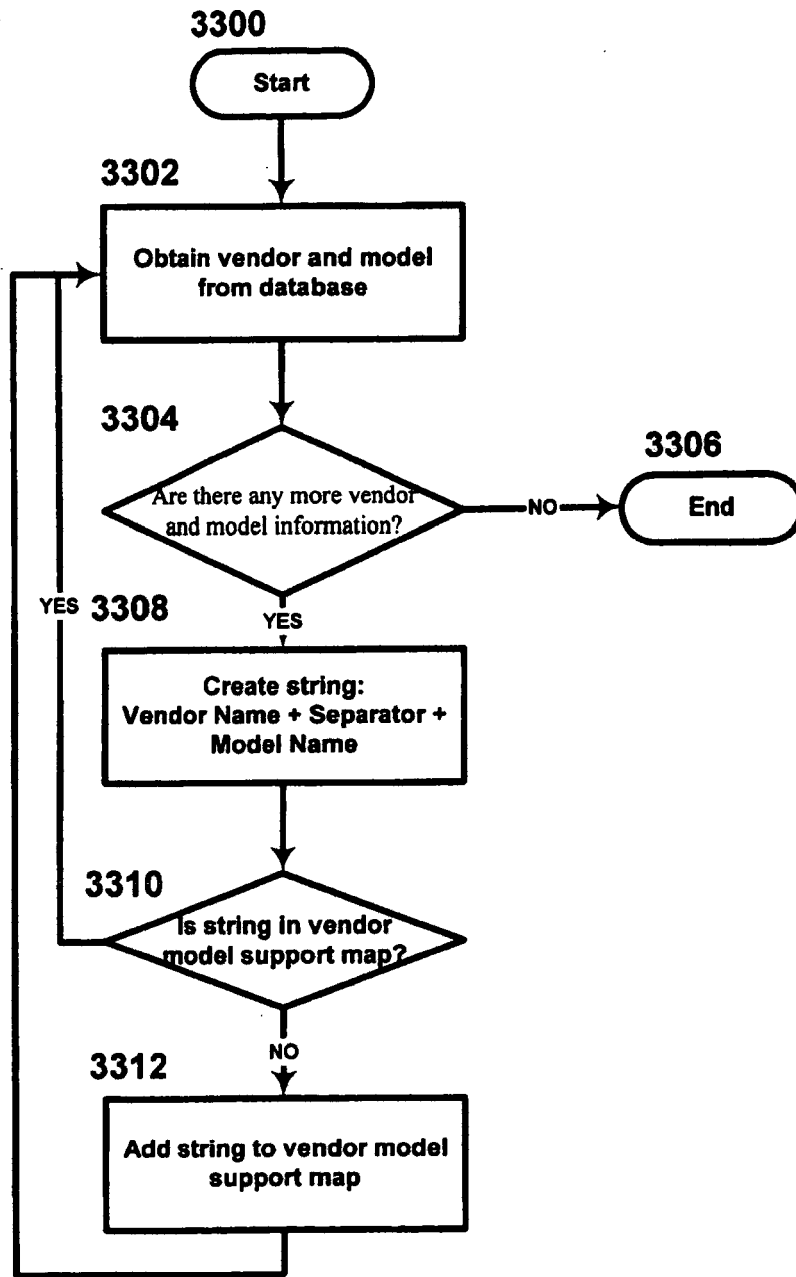 3300
Start
3302
Obtain vendor and model
from database
3304
Are there any more vendor
and model information?
NO
3306
End
YES
3308
YES
Create string:
Vendor Name + Separator +
Model Name
3310
Is string in vendor
model support map?
NO
3312
Add string to vendor model
support map